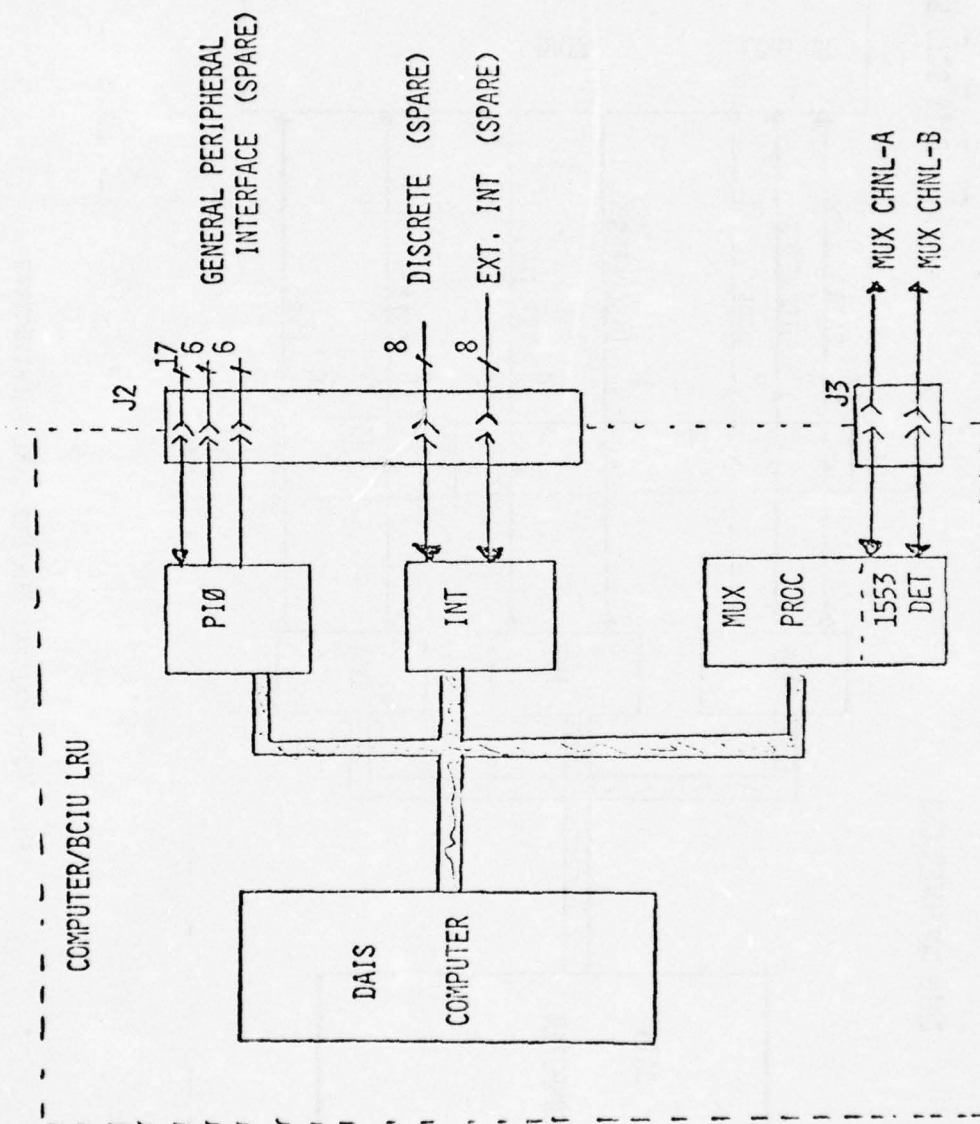 COMPUTER/BCIU LRU
DAIS
COMPUTER
PIØ
INT
MUX
PROC
1553
DET
J2
17
6
6
GENERAL PERIPHERAL
INTERFACE (SPARE)
8
DISCRETE (SPARE)
8
EXT. INT (SPARE)
J3
MUX CHNL-A
MUX CHNL-B